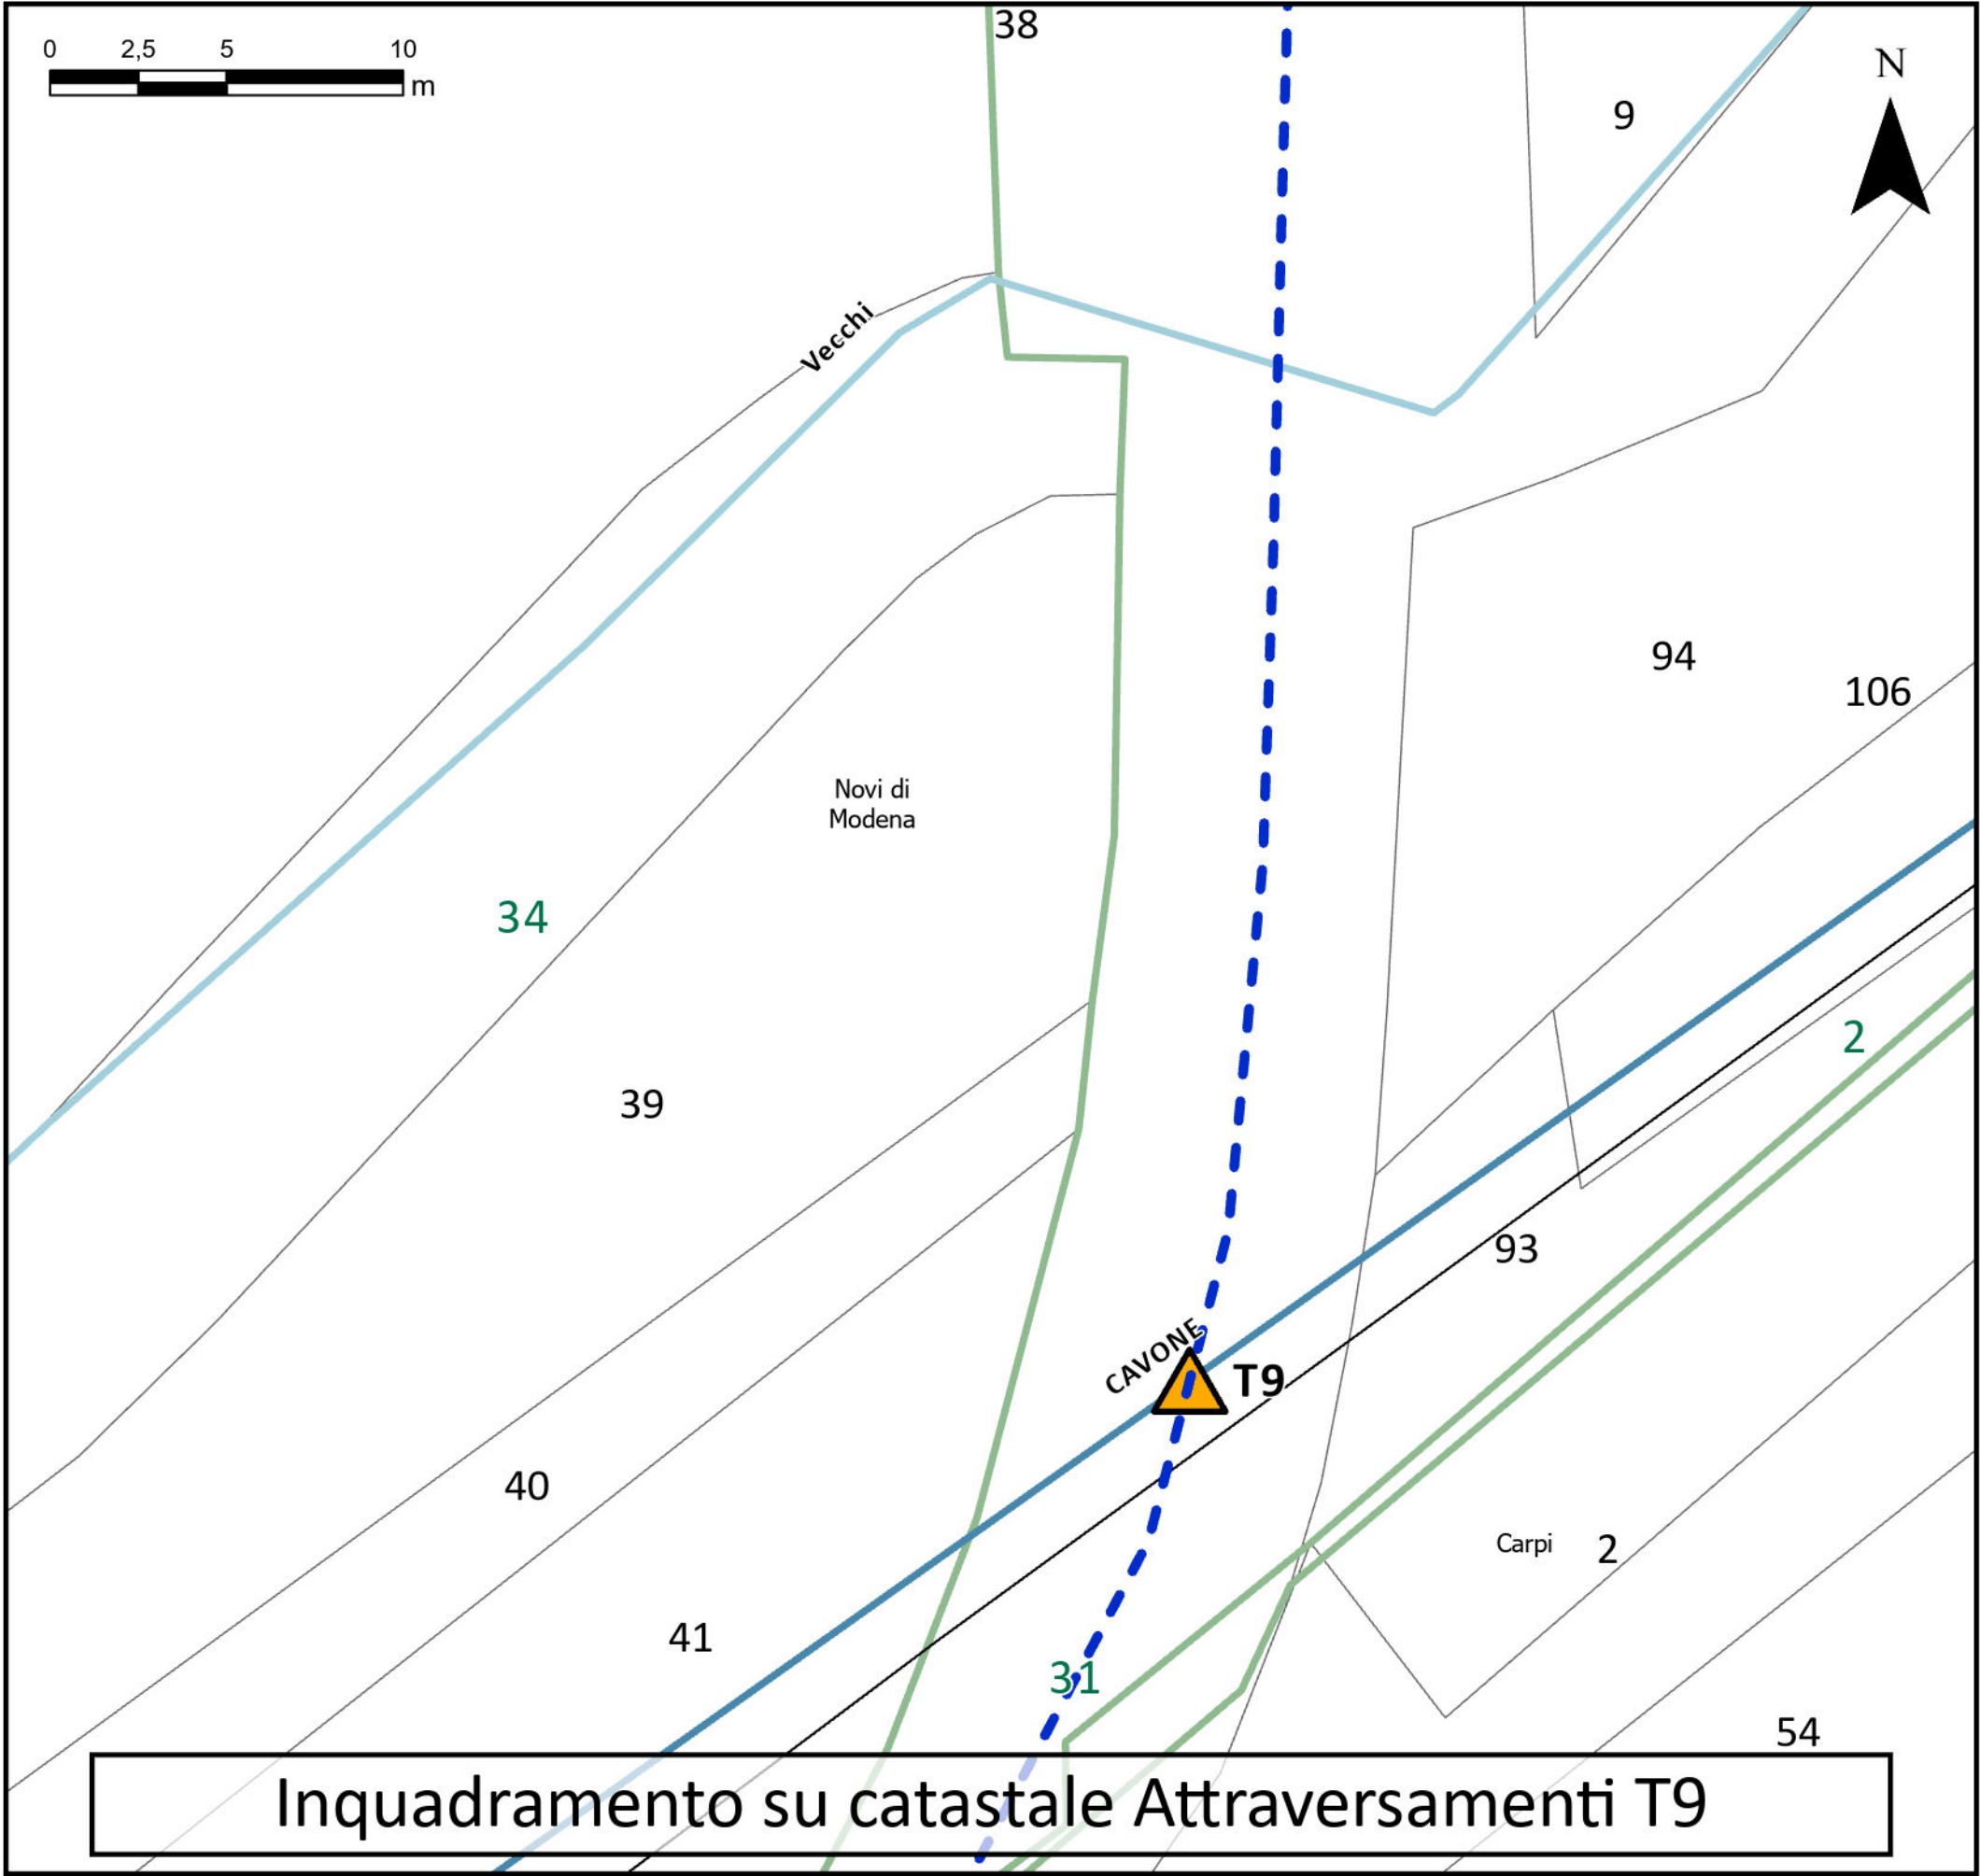 0 2,5 5 10
m
38
N
9
Vecchi
94
106
Novi di
Modena
34
2
39
93
CAVONE
T9
40
Carpi 2
41
31
54
Inquadramento su catastale Attraversamenti T9